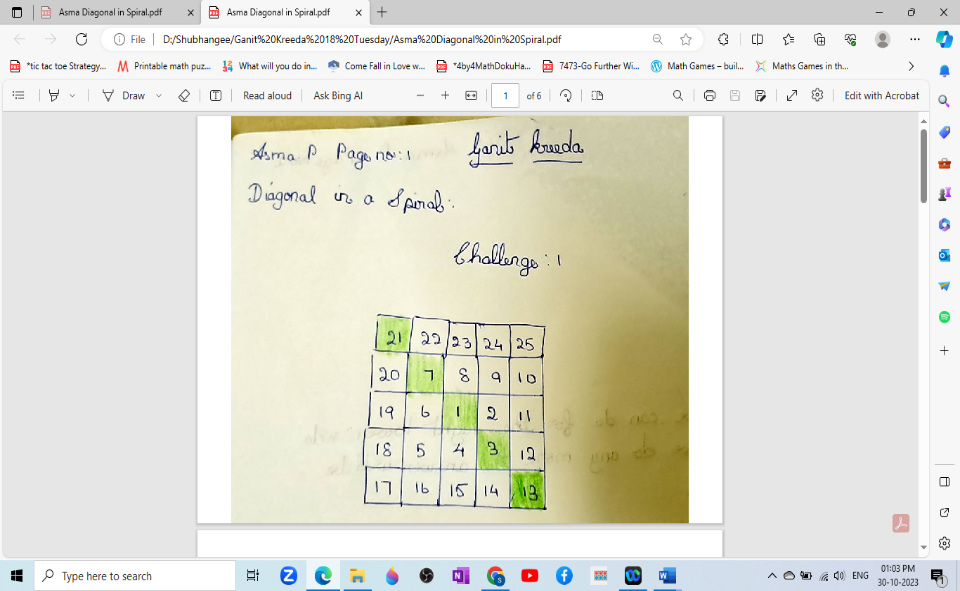 Asma Diagonal in Spiral.pdf
Asma Diagonal in Spiral.pdf
File
D:/Shubhangee/Ganit%20Kreeda%2018%20Tuesday/Asma%20Diagonal%20in%20Spiral.pdf
*tic tac toe Strategy...
Printable math puz...
What will you do in...
Come Fall in Love w...
*4by4MathDokuHa...
7473-Go Further Wi...
Math Games – buil...
Maths Games in th...
Draw
Read aloud
Ask Bing AI
1 of 6
Edit with Acrobat
Asma P Page no:1 Ganit kreeda
Diagonal in a Spiral:
Challenge:1
21 22 23 24 25
20 7 8 9 10
19 6 1 2 11
18 5 4 3 12
17 16 15 14 13
Type here to search
ENG
01:03 PM
30-10-2023